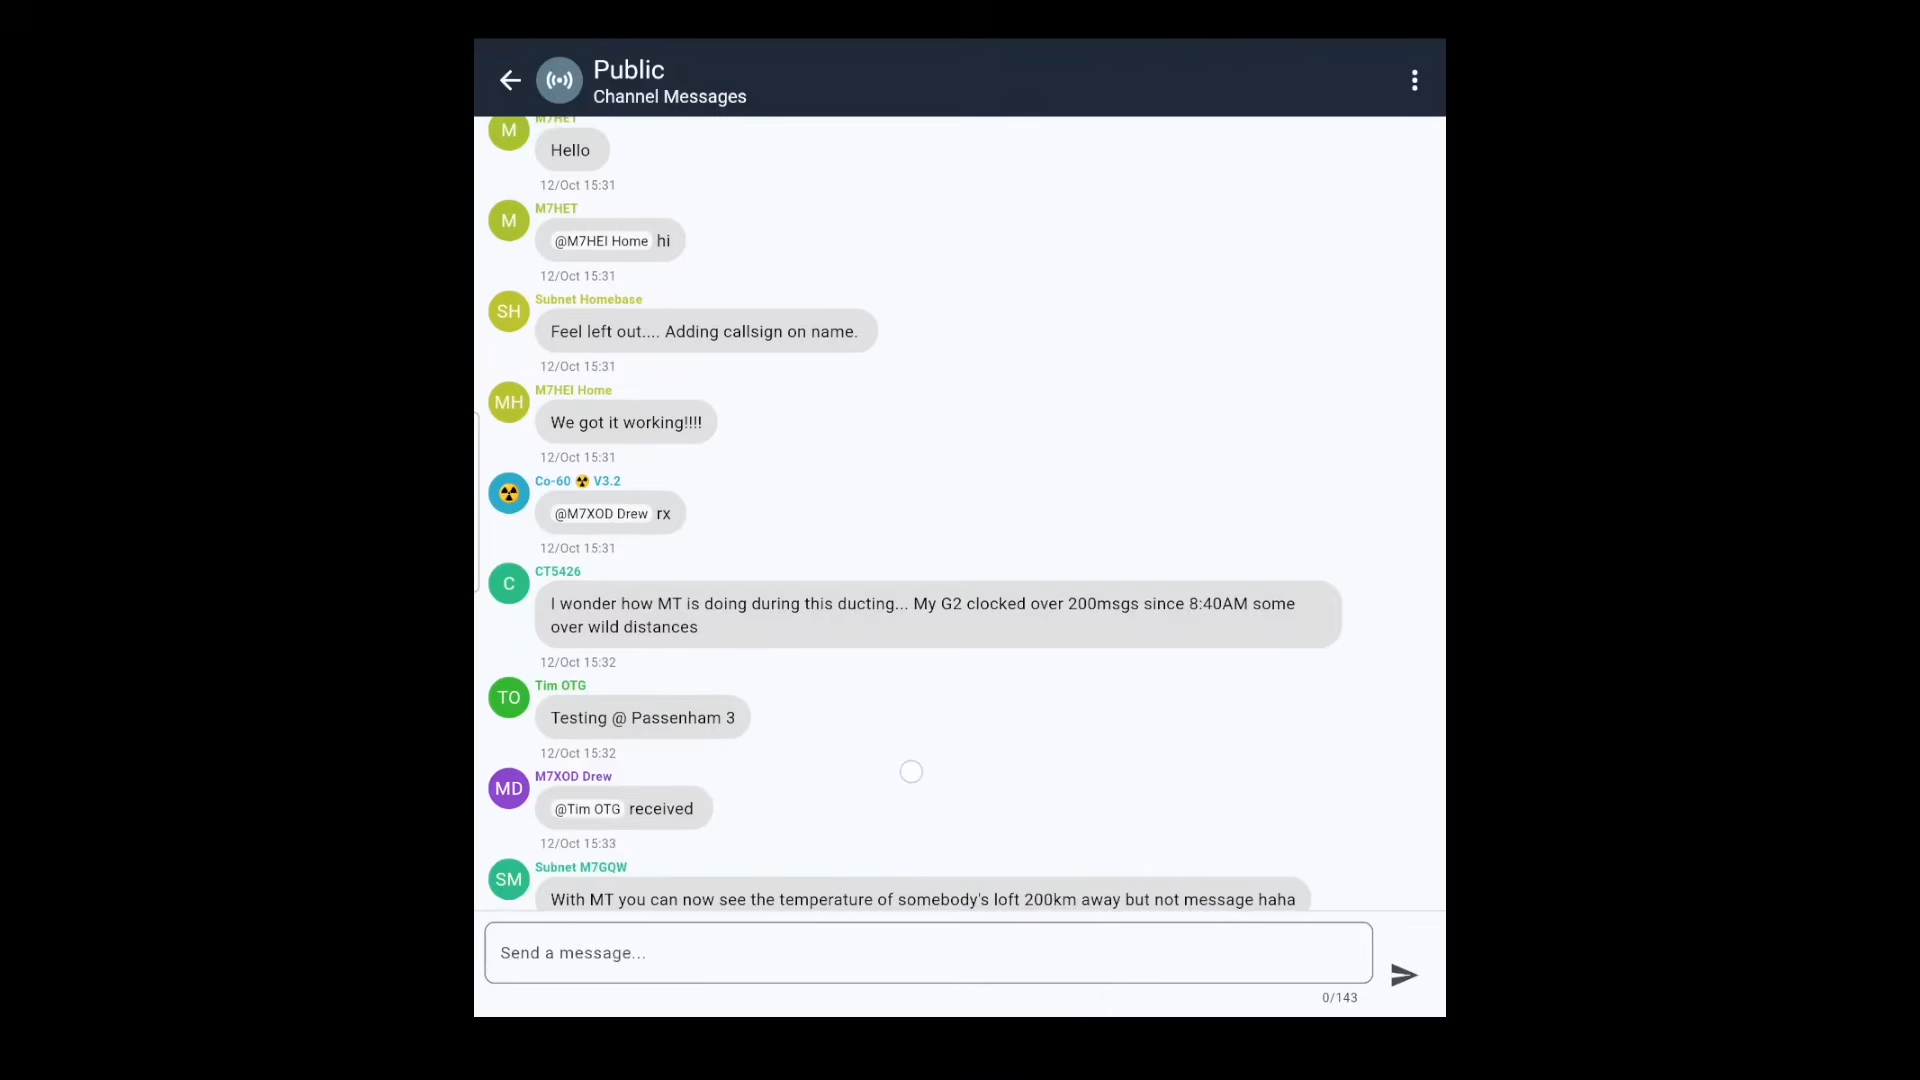 Public
Channel Messages
M7HET
M
Hello
12/Oct 15:31
M7HET
M
@M7HEI Home hi
12/Oct 15:31
Subnet Homebase
SH
Feel left out.... Adding callsign on name.
12/Oct 15:31
M7HEI Home
MH
We got it working!!!!
12/Oct 15:31
Co-60 ☢️ V3.2
@M7XOD Drew rx
12/Oct 15:31
CT5426
C
I wonder how MT is doing during this ducting... My G2 clocked over 200msgs since 8:40AM some
over wild distances
12/Oct 15:32
Tim OTG
TO
Testing @ Passenham 3
12/Oct 15:32
M7XOD Drew
MD
@Tim OTG received
12/Oct 15:33
Subnet M7GQW
SM
With MT you can now see the temperature of somebody's loft 200km away but not message haha
Send a message...
0/143